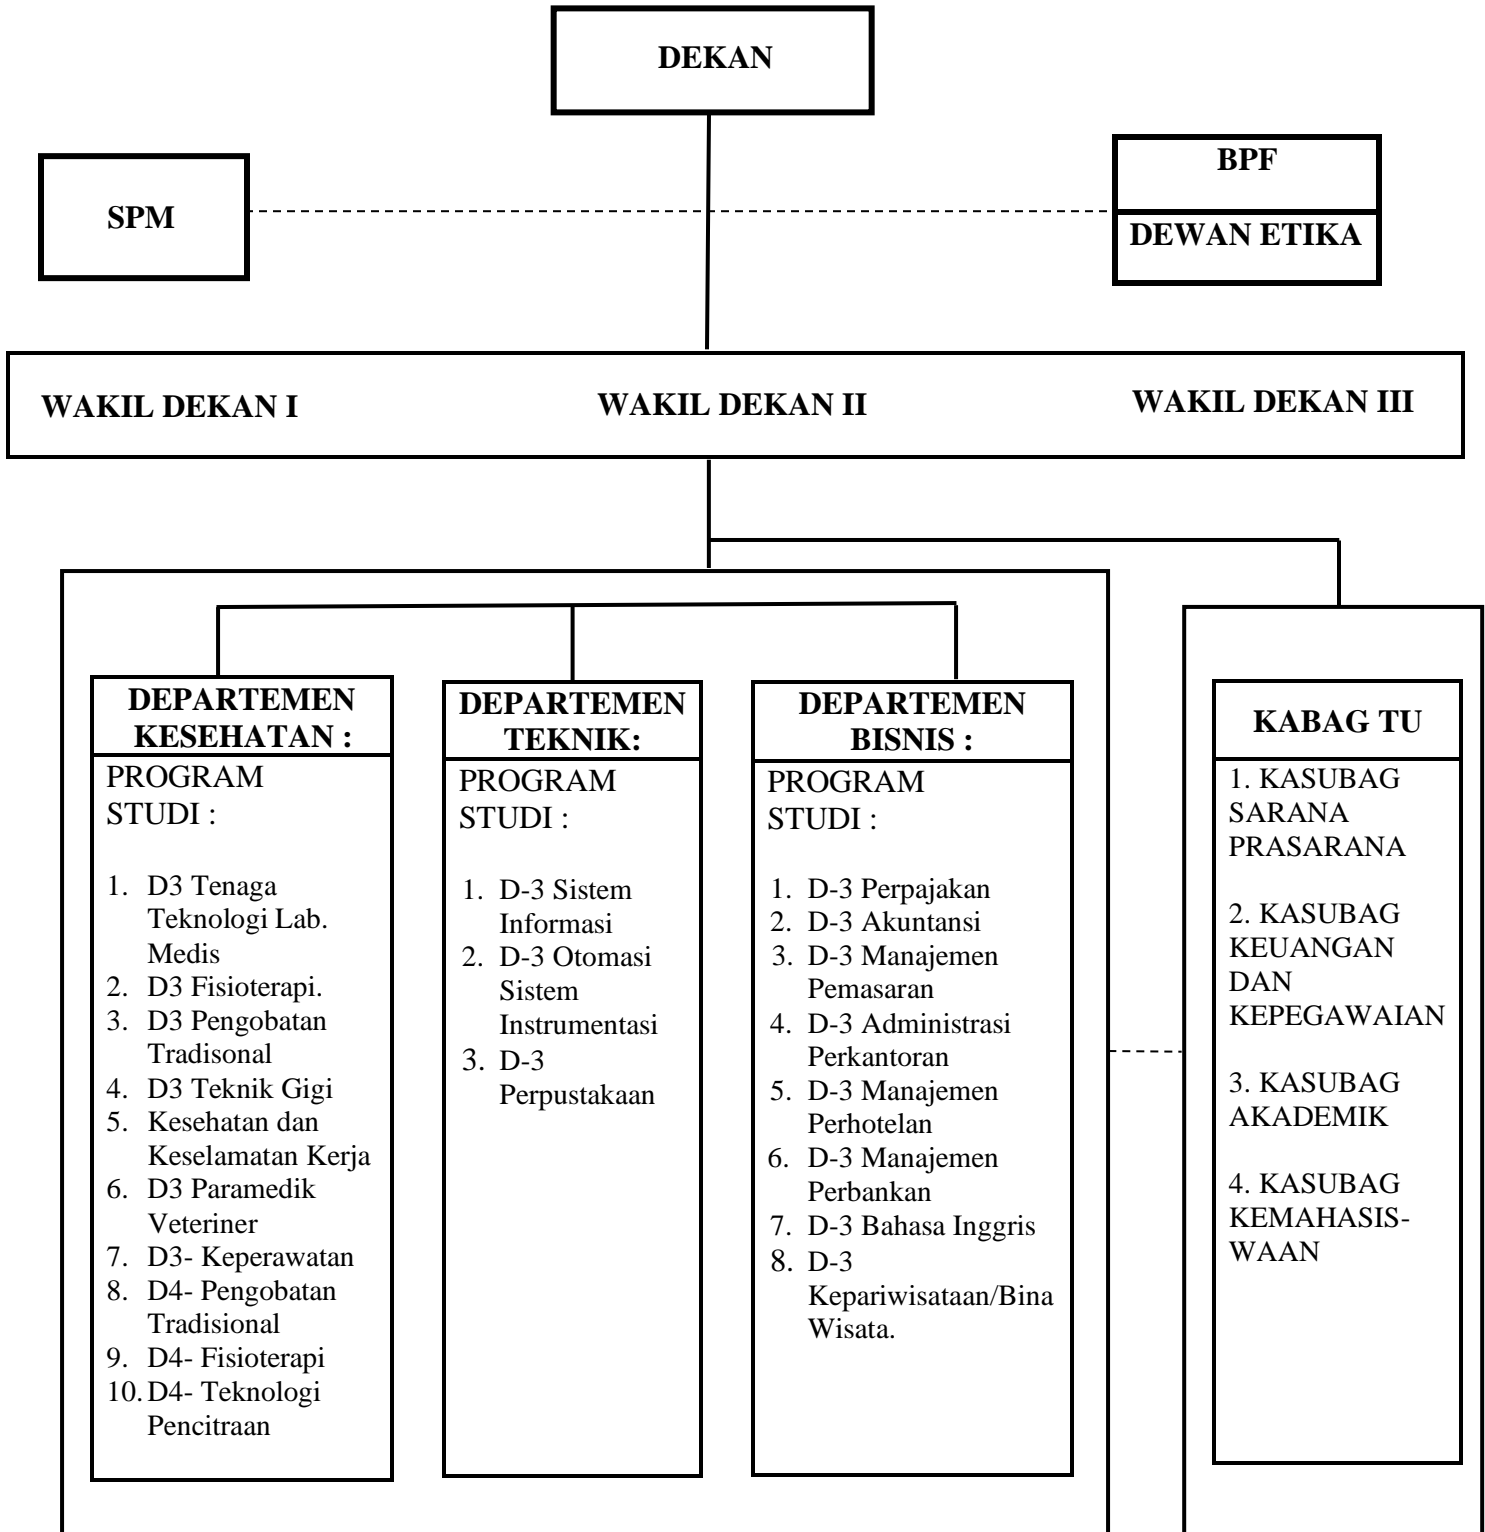 DEKAN
SPM
BPF
DEWAN ETIKA
WAKIL DEKAN I
WAKIL DEKAN II
WAKIL DEKAN III
DEPARTEMEN
KESEHATAN :
PROGRAM
STUDI :
1. D3 Tenaga
Teknologi Lab.
Medis
2. D3 Fisioterapi.
3. D3 Pengobatan
Tradisonal
4. D3 Teknik Gigi
5. Kesehatan dan
Keselamatan Kerja
6. D3 Paramedik
Veteriner
7. D3- Keperawatan
8. D4- Pengobatan
Tradisional
9. D4- Fisioterapi
10. D4- Teknologi
Pencitraan
DEPARTEMEN
TEKNIK:
PROGRAM
STUDI :
1. D-3 Sistem
Informasi
2. D-3 Otomasi
Sistem
Instrumentasi
3. D-3
Perpustakaan
DEPARTEMEN
BISNIS :
PROGRAM
STUDI :
1. D-3 Perpajakan
2. D-3 Akuntansi
3. D-3 Manajemen
Pemasaran
4. D-3 Administrasi
Perkantoran
5. D-3 Manajemen
Perhotelan
6. D-3 Manajemen
Perbankan
7. D-3 Bahasa Inggris
8. D-3
Kepariwisataan/Bina
Wisata.
KABAG TU
1. KASUBAG
SARANA
PRASARANA
2. KASUBAG
KEUANGAN
DAN
KEPEGAWAIAN
3. KASUBAG
AKADEMIK
4. KASUBAG
KEMAHASIS-
WAAN